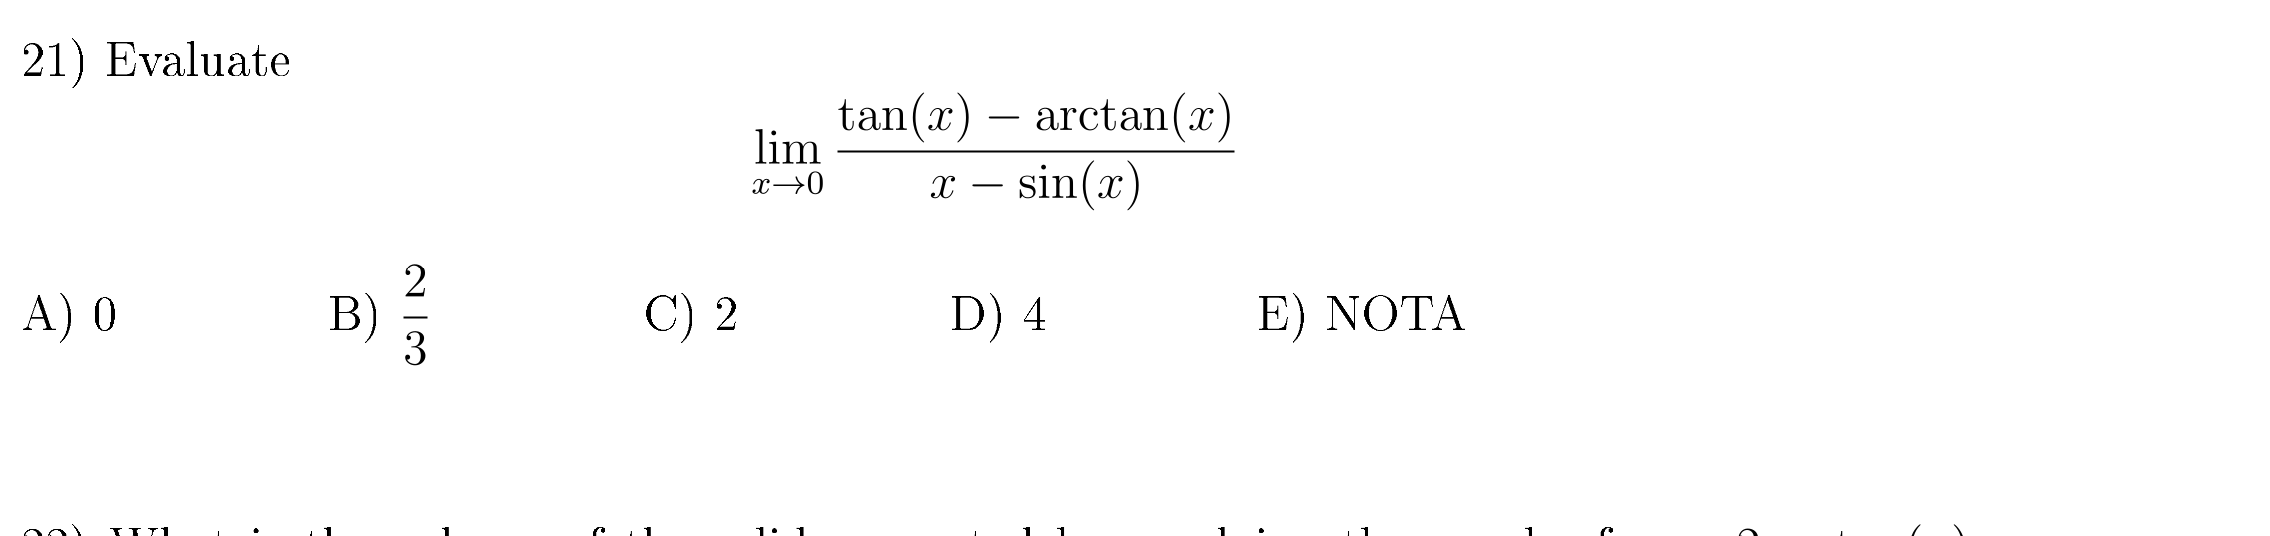 21) Evaluate
lim x→0 tan(x) − arctan(x) / x − sin(x)
A) 0 B) 2/3 C) 2 D) 4 E) NOTA